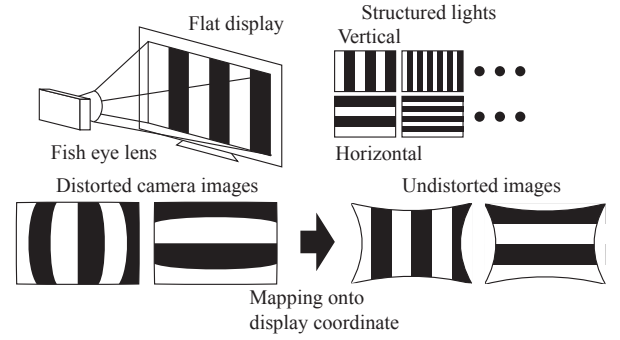 Flat display
Structured lights
Vertical
Fish eye lens
Horizontal
Distorted camera images
Undistorted images
Mapping onto
display coordinate